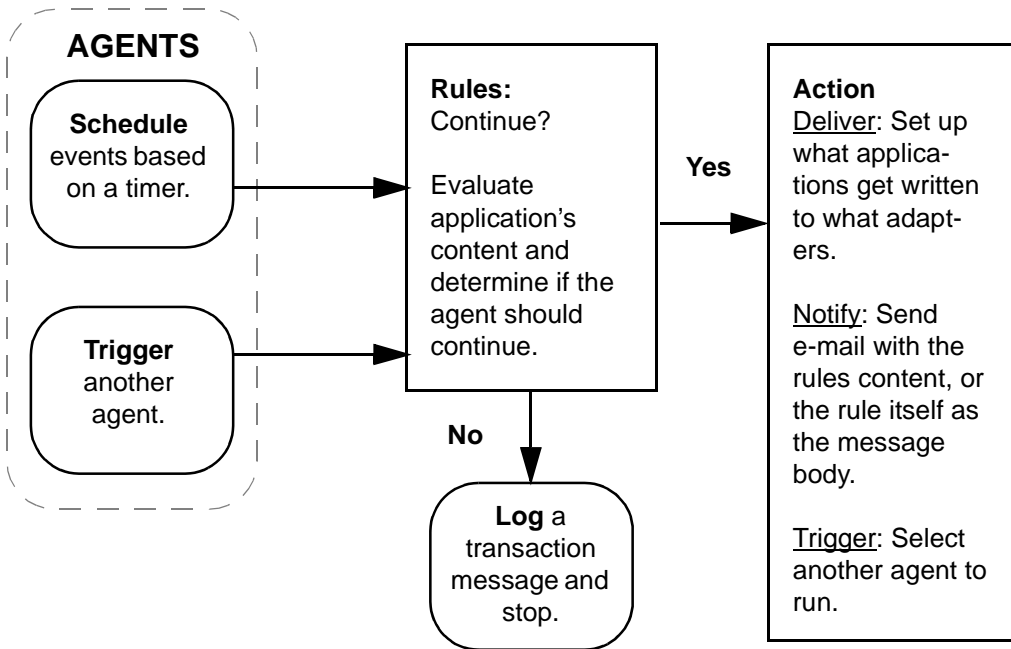 AGENTS
Schedule
events based
on a timer.
Trigger
another
agent.
Rules:
Continue?
Evaluate
application’s
content and
determine if the
agent should
continue.
Yes
No
Log a
transaction
message and
stop.
Action
Deliver: Set up
what applica-
tions get written
to what adapt-
ers.
Notify: Send
e-mail with the
rules content, or
the rule itself as
the message
body.
Trigger: Select
another agent to
run.